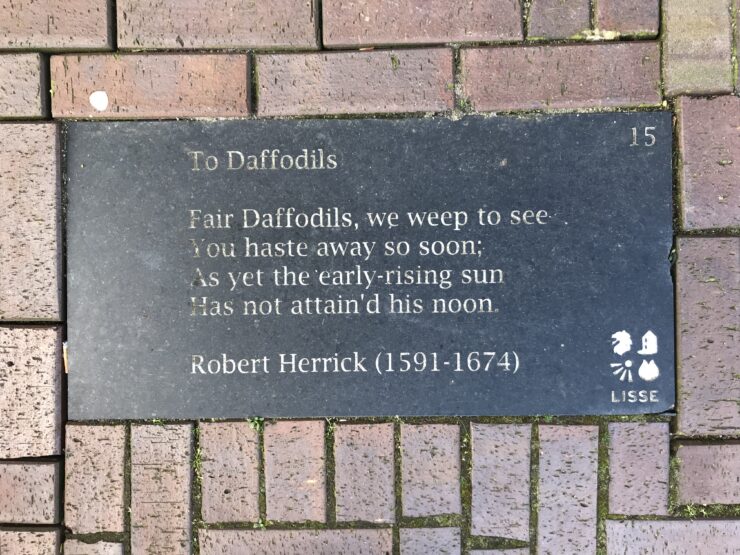 15
To Daffodils
Fair Daffodils, we weep to see
You haste away so soon;
As yet the early-rising sun
Has not attain'd his noon.
Robert Herrick (1591-1674)
LISSE